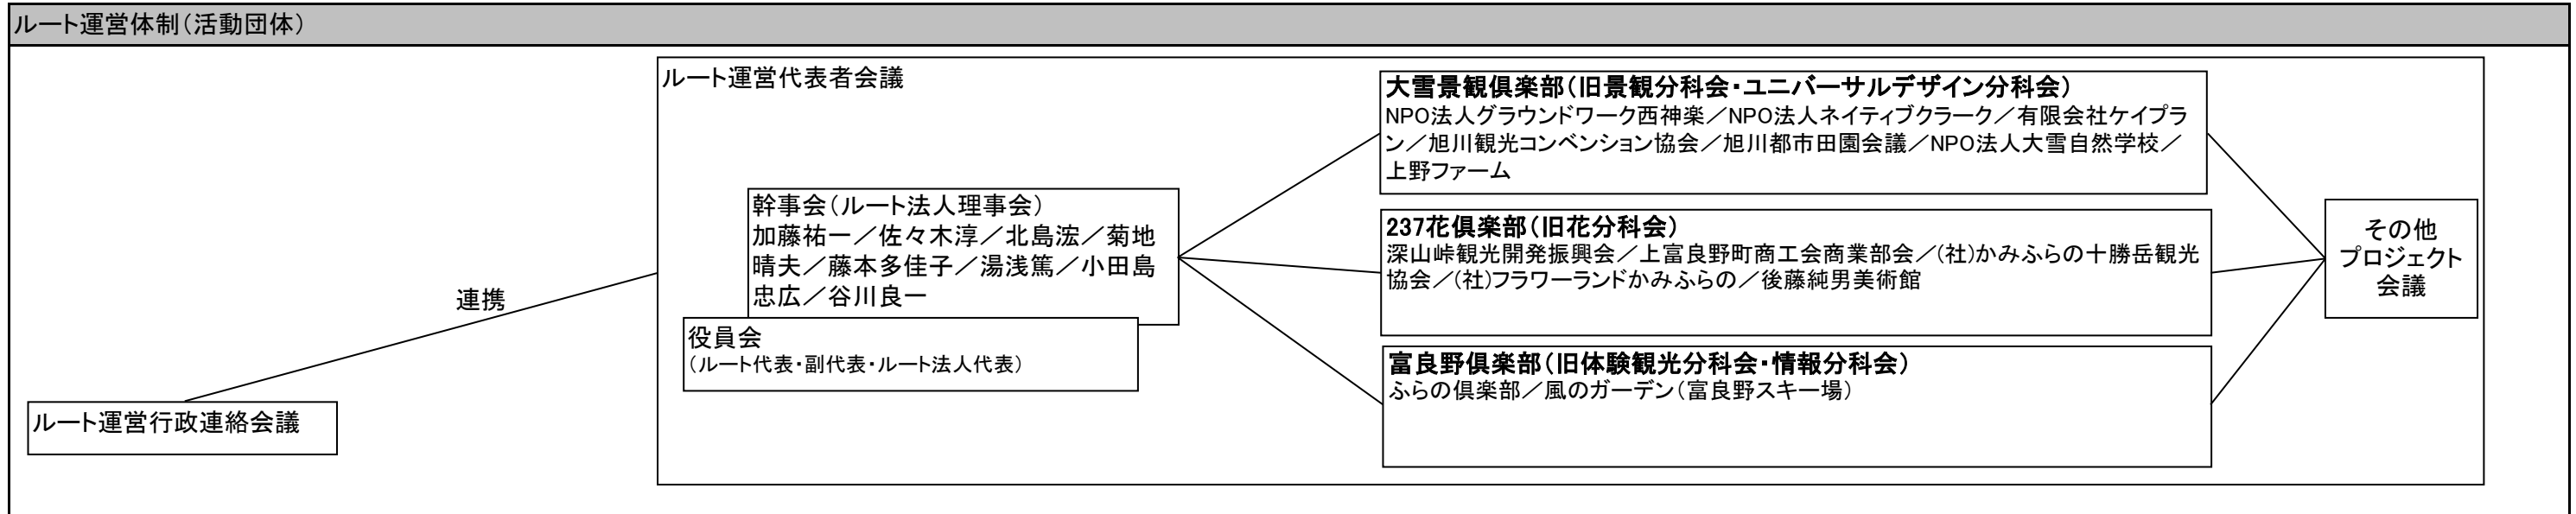 ルート運営体制（活動団体）
ルート運営代表者会議
大雪景観倶楽部（旧景観分科会・ユニバーサルデザイン分科会）
NPO法人グラウンドワーク西神楽／NPO法人ネイティブクラーク／有限会社ケイプラ
ン／旭川観光コンベンション協会／旭川都市田園会議／NPO法人大雪自然学校／
上野ファーム
幹事会（ルート法人理事会）
加藤祐一／佐々木淳／北島浤／菊地
晴夫／藤本多佳子／湯浅篤／小田島
忠広／谷川良一
237花倶楽部（旧花分科会）
深山峠観光開発振興会／上富良野町商工会商業部会／(社)かみふらの十勝岳観光
協会／(社)フラワーランドかみふらの／後藤純男美術館
その他
プロジェクト
会議
連携
役員会
（ルート代表・副代表・ルート法人代表）
富良野倶楽部（旧体験観光分科会・情報分科会）
ふらの倶楽部／風のガーデン（富良野スキー場）
ルート運営行政連絡会議